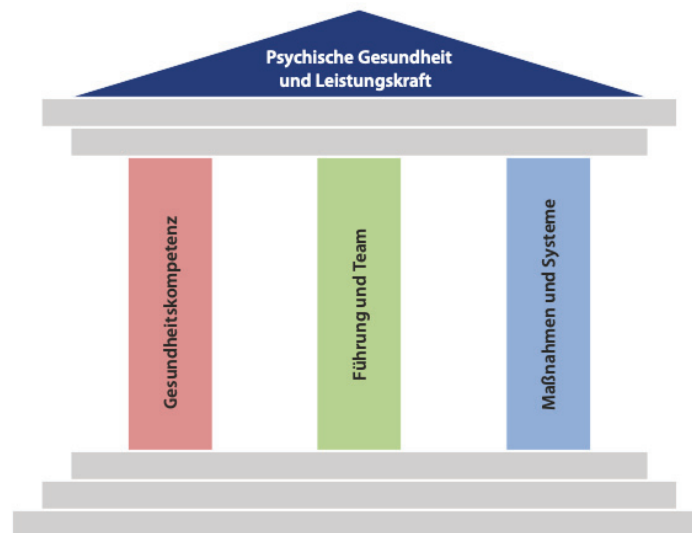 Psychische Gesundheit
und Leistungskraft
Gesundheitskompetenz
Führung und Team
Maßnahmen und Systeme